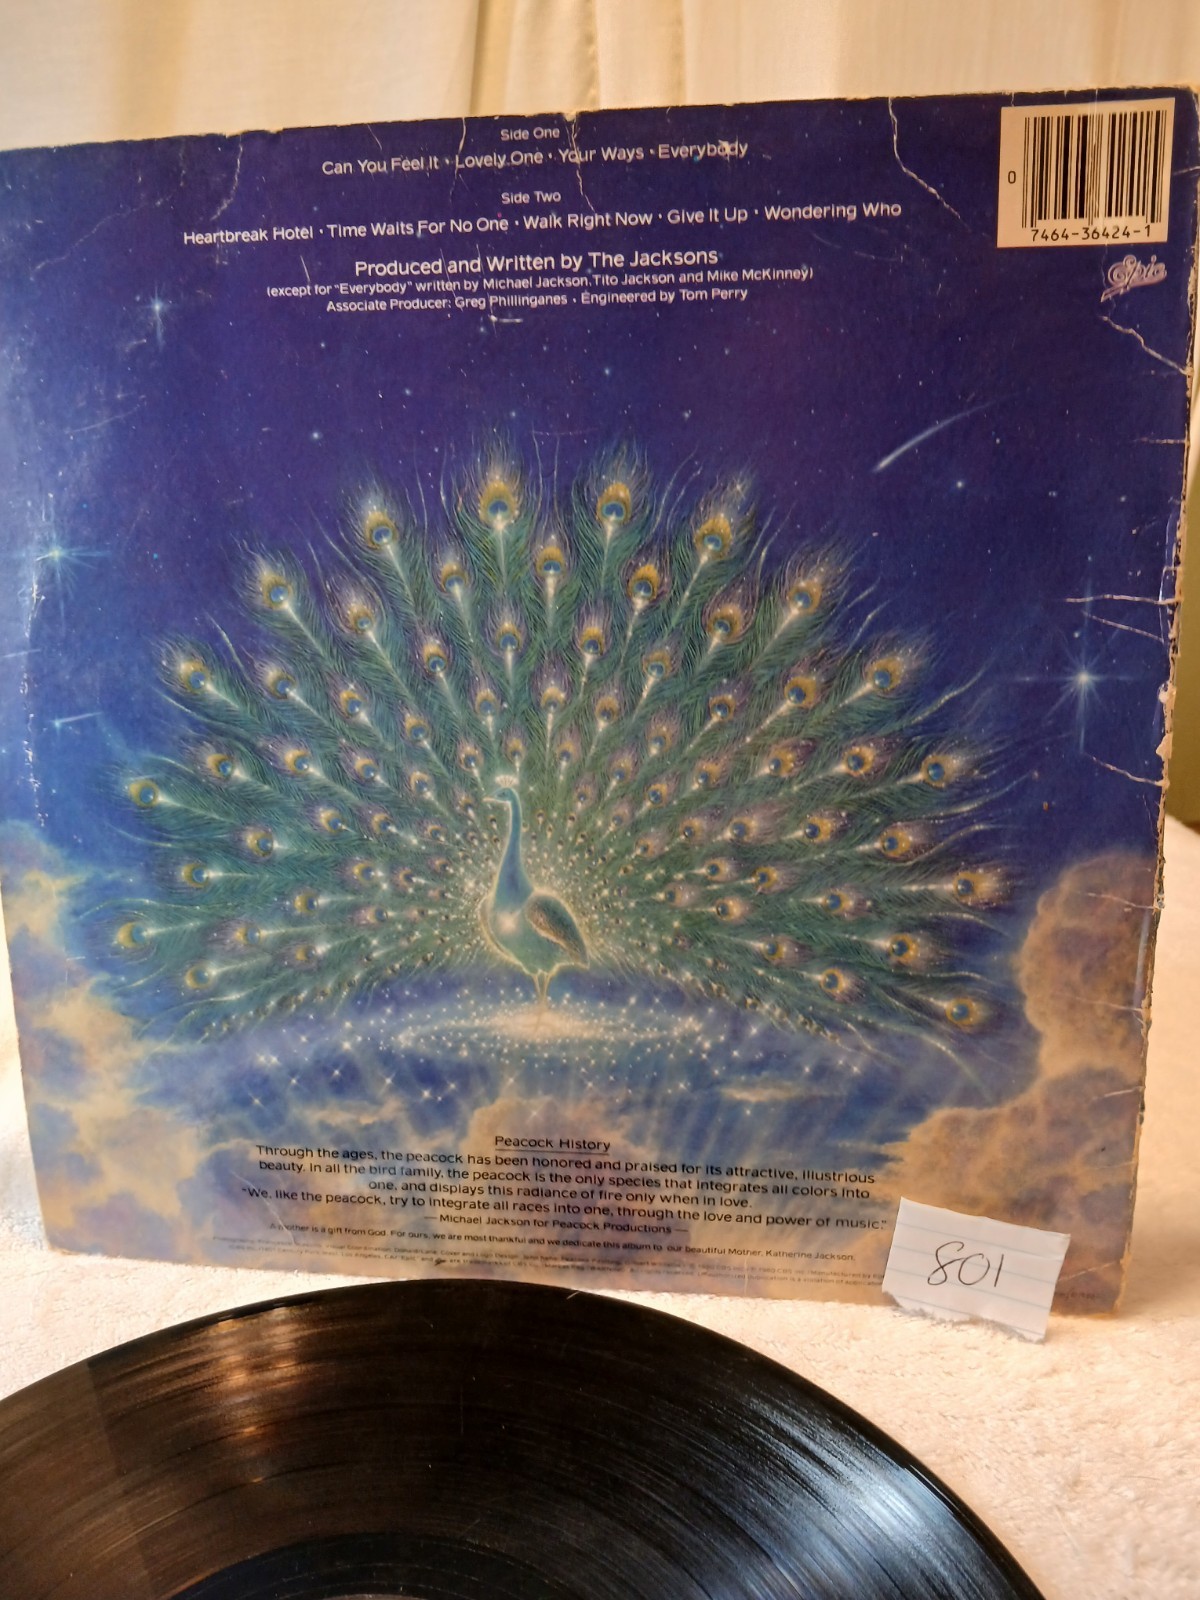 Side One
Can You Feel It • Lovely One • Your Ways • Everybody
Side Two
Heartbreak Hotel • Time Waits For No One • Walk Right Now • Give It Up • Wondering Who
Produced and Written by The Jacksons
(except for "Everybody" written by Michael Jackson, Tito Jackson and Mike McKinney)
Associate Producer: Greg Phillinganes • Engineered by Tom Perry
0
7464-36424-1
Epic
Peacock History
Through the ages, the peacock has been honored and praised for its attractive, illustrious
beauty. In all the bird family, the peacock is the only species that integrates all colors into
one, and displays this radiance of fire only when in love.
"We, like the peacock, try to integrate all races into one, through the love and power of music."
— Michael Jackson for Peacock Productions —
A mother is a gift from God. For ours, we are most thankful and we dedicate this album to our beautiful Mother, Katherine Jackson.
801